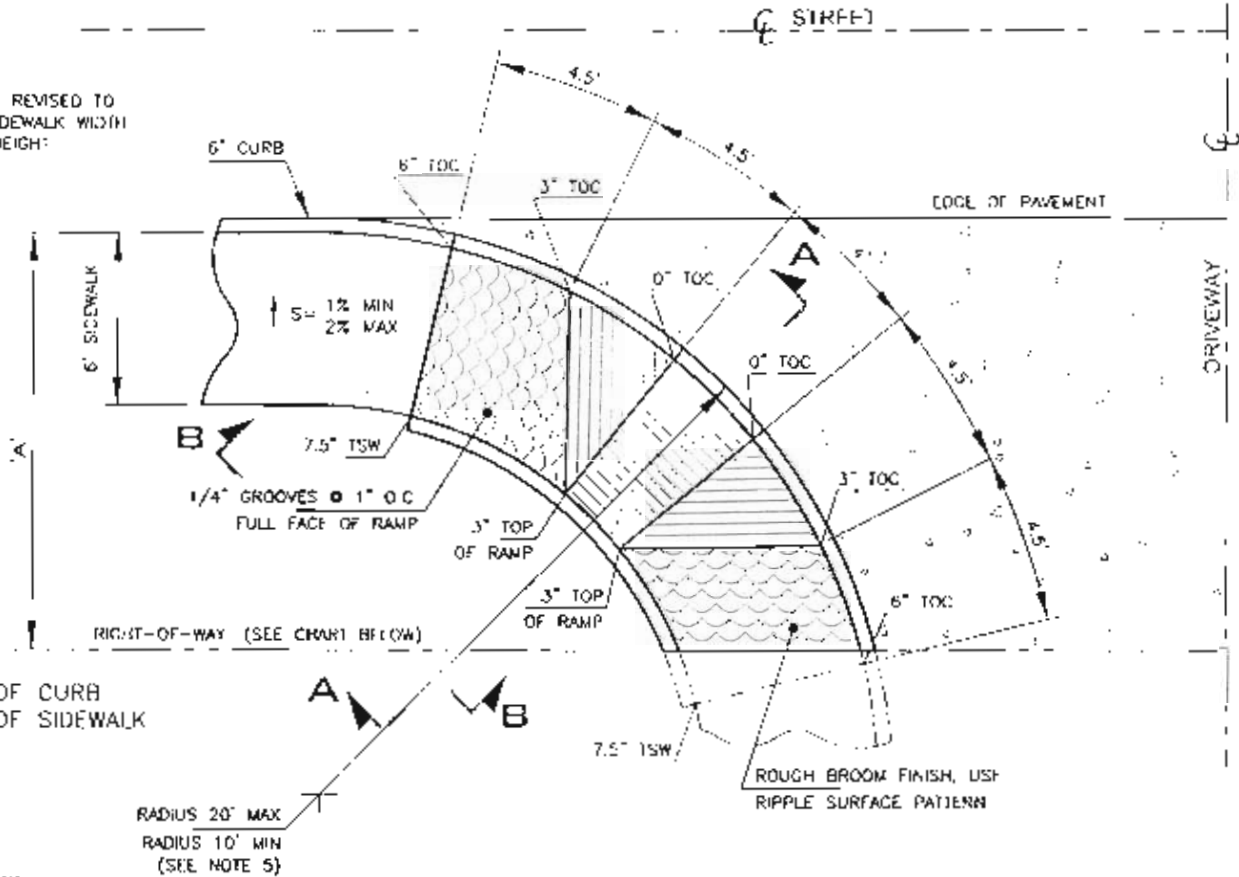 ℄ STREET
REVISED TO
DEWALK WIDTH
EIGHT
6" CURB
6" TOC
3" TOC
4.5'
4.5'
℄
EDGE OF PAVEMENT
A
0" TOC
DRIVEWAY
6' SIDEWALK
S= 1% MIN
2% MAX
0" TOC
4.5'
'A'
B
7.5" TSW
1/4" GROOVES @ 1" O.C
FULL FACE OF RAMP
3" TOC
3" TOP
OF RAMP
4.5'
3" TOP
OF RAMP
6" TOC
RIGHT-OF-WAY (SEE CHART BELOW)
OF CURB
OF SIDEWALK
A
B
7.5" TSW
ROUGH BROOM FINISH, USE
RIPPLE SURFACE PATTERN
RADIUS 20' MAX
RADIUS 10' MIN
(SEE NOTE 5)